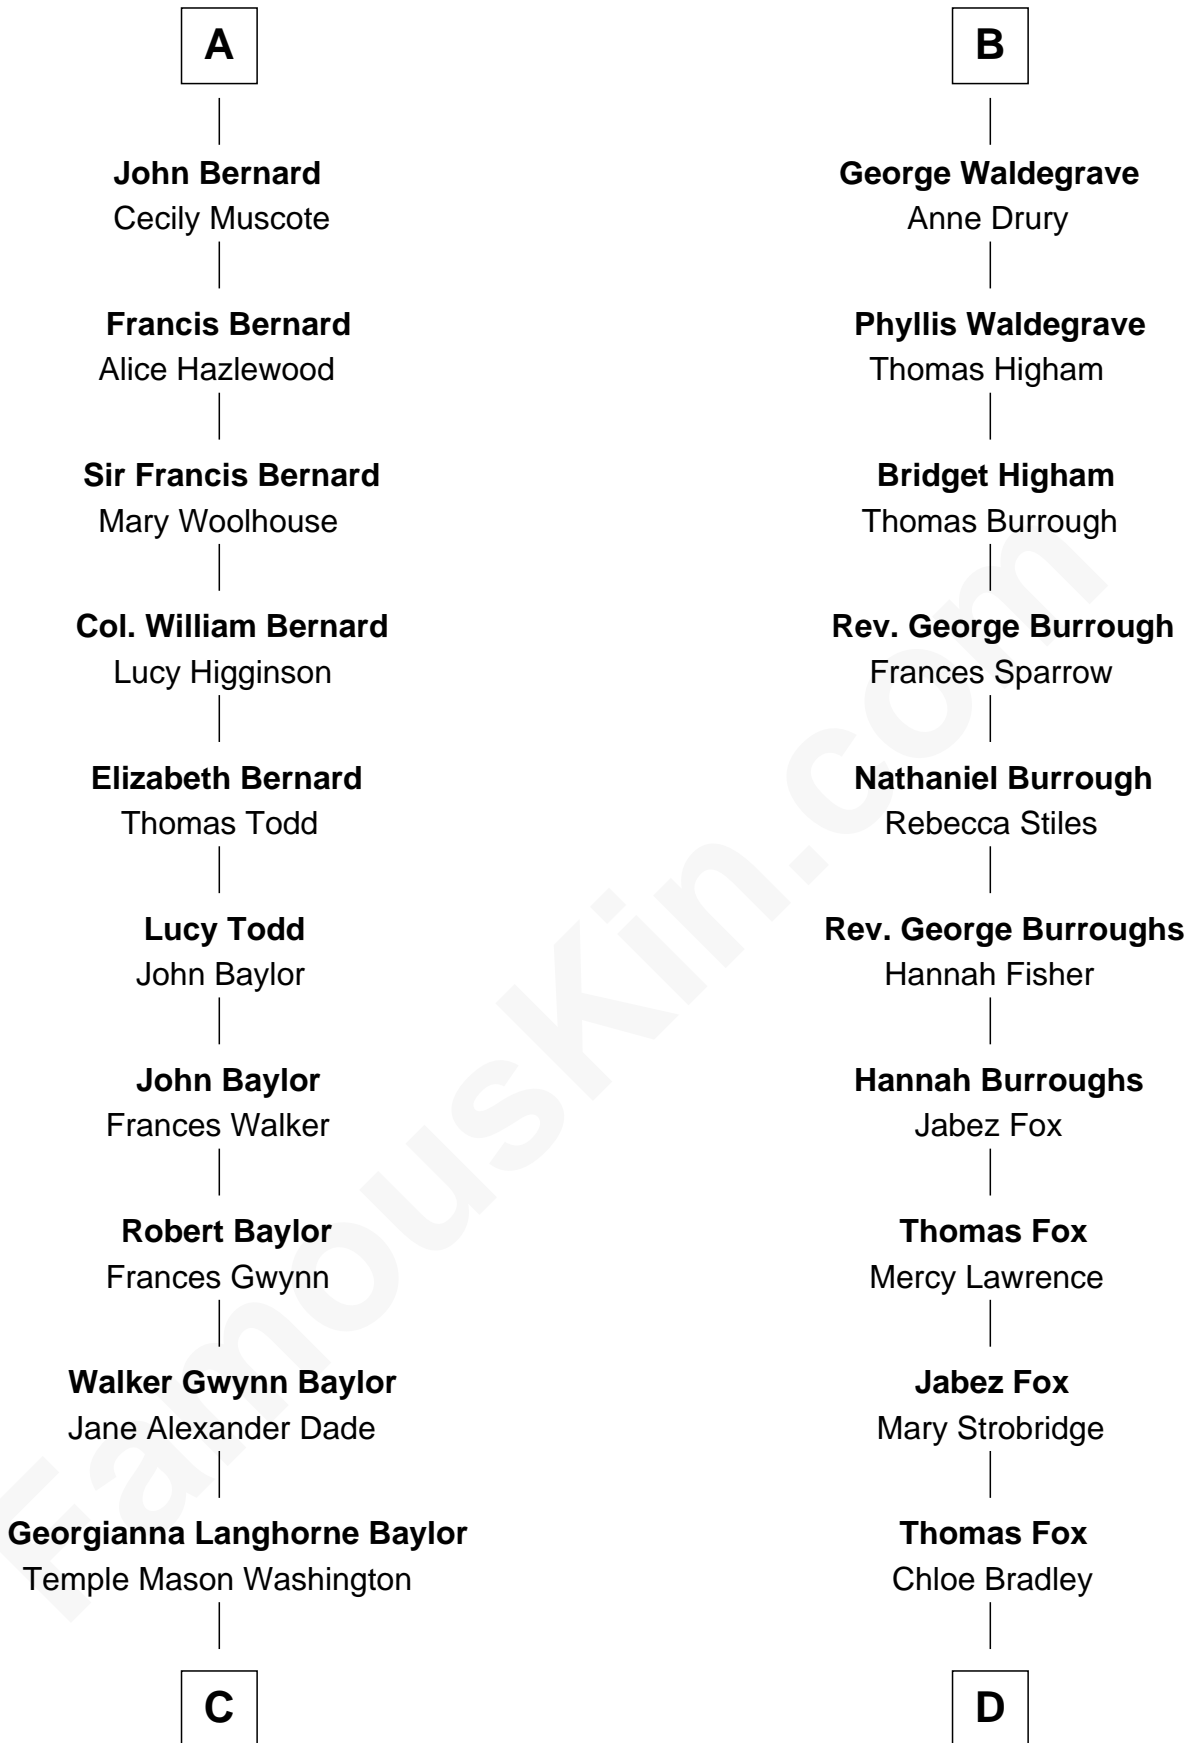 A
John Bernard
Cecily Muscote
Francis Bernard
Alice Hazlewood
Sir Francis Bernard
Mary Woolhouse
Col. William Bernard
Lucy Higginson
Elizabeth Bernard
Thomas Todd
Lucy Todd
John Baylor
John Baylor
Frances Walker
Robert Baylor
Frances Gwynn
Walker Gwynn Baylor
Jane Alexander Dade
Georgianna Langhorne Baylor
Temple Mason Washington
C
B
George Waldegrave
Anne Drury
Phyllis Waldegrave
Thomas Higham
Bridget Higham
Thomas Burrough
Rev. George Burrough
Frances Sparrow
Nathaniel Burrough
Rebecca Stiles
Rev. George Burroughs
Hannah Fisher
Hannah Burroughs
Jabez Fox
Thomas Fox
Mercy Lawrence
Jabez Fox
Mary Strobridge
Thomas Fox
Chloe Bradley
D
FamousKin.com